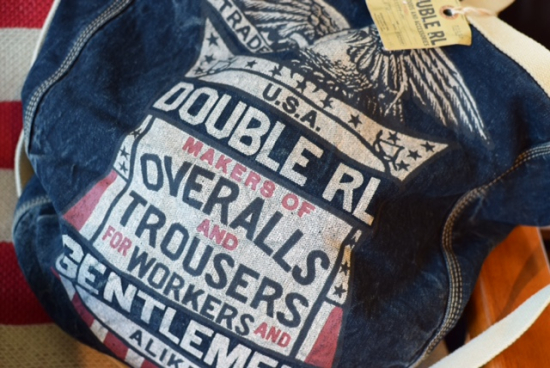 TRADE
U.S.A.
DOUBLE RL
MAKERS OF
OVERALLS
AND
TROUSERS
FOR WORKERS AND
GENTLEMEN
ALIKE
DOUBLE RL